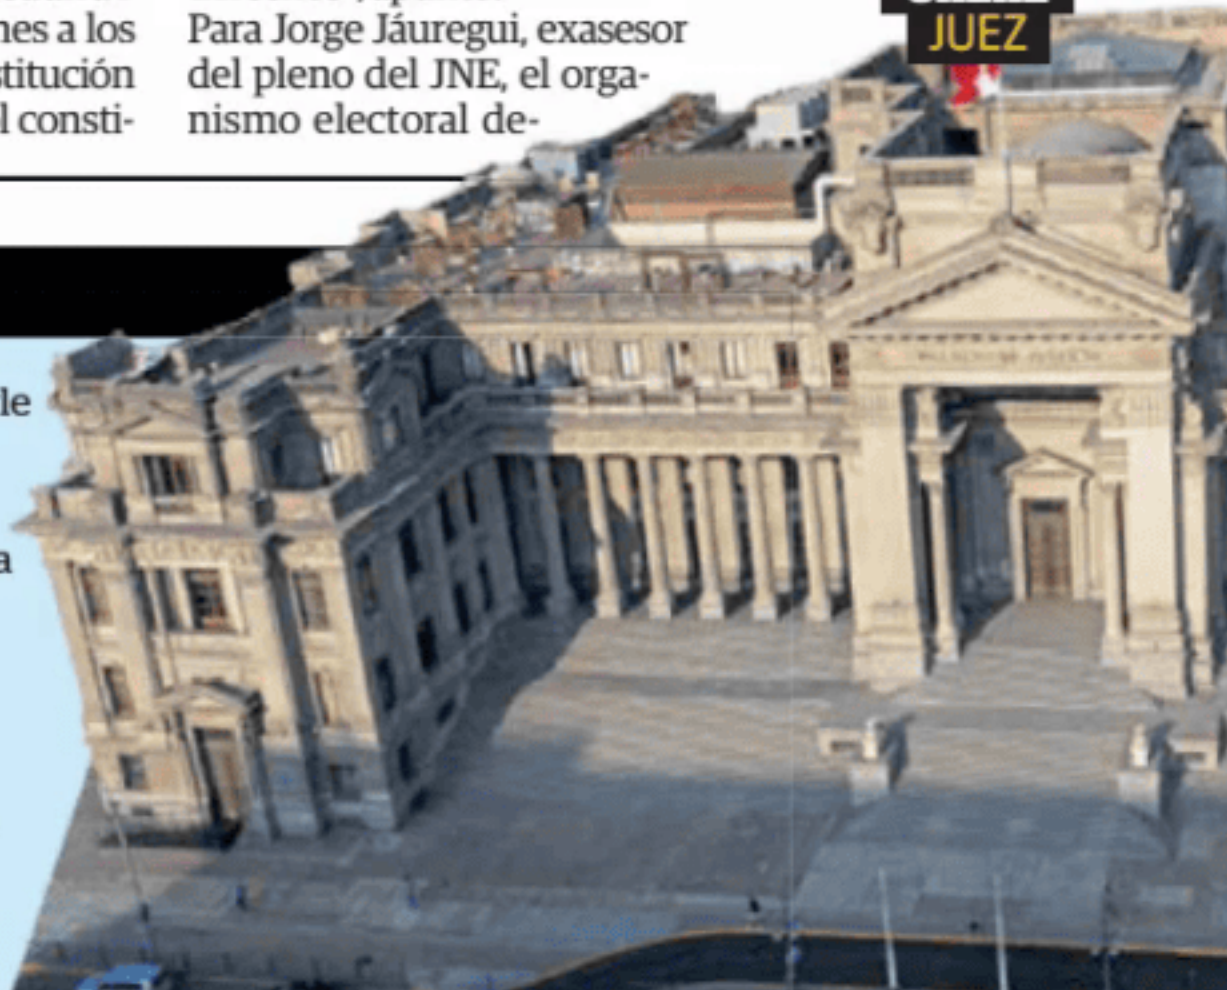 nes a los
stitución
l consti-
Para Jorge Jáuregui, exasesor
del pleno del JNE, el orga-
nismo electoral de-
JUEZ
le
a